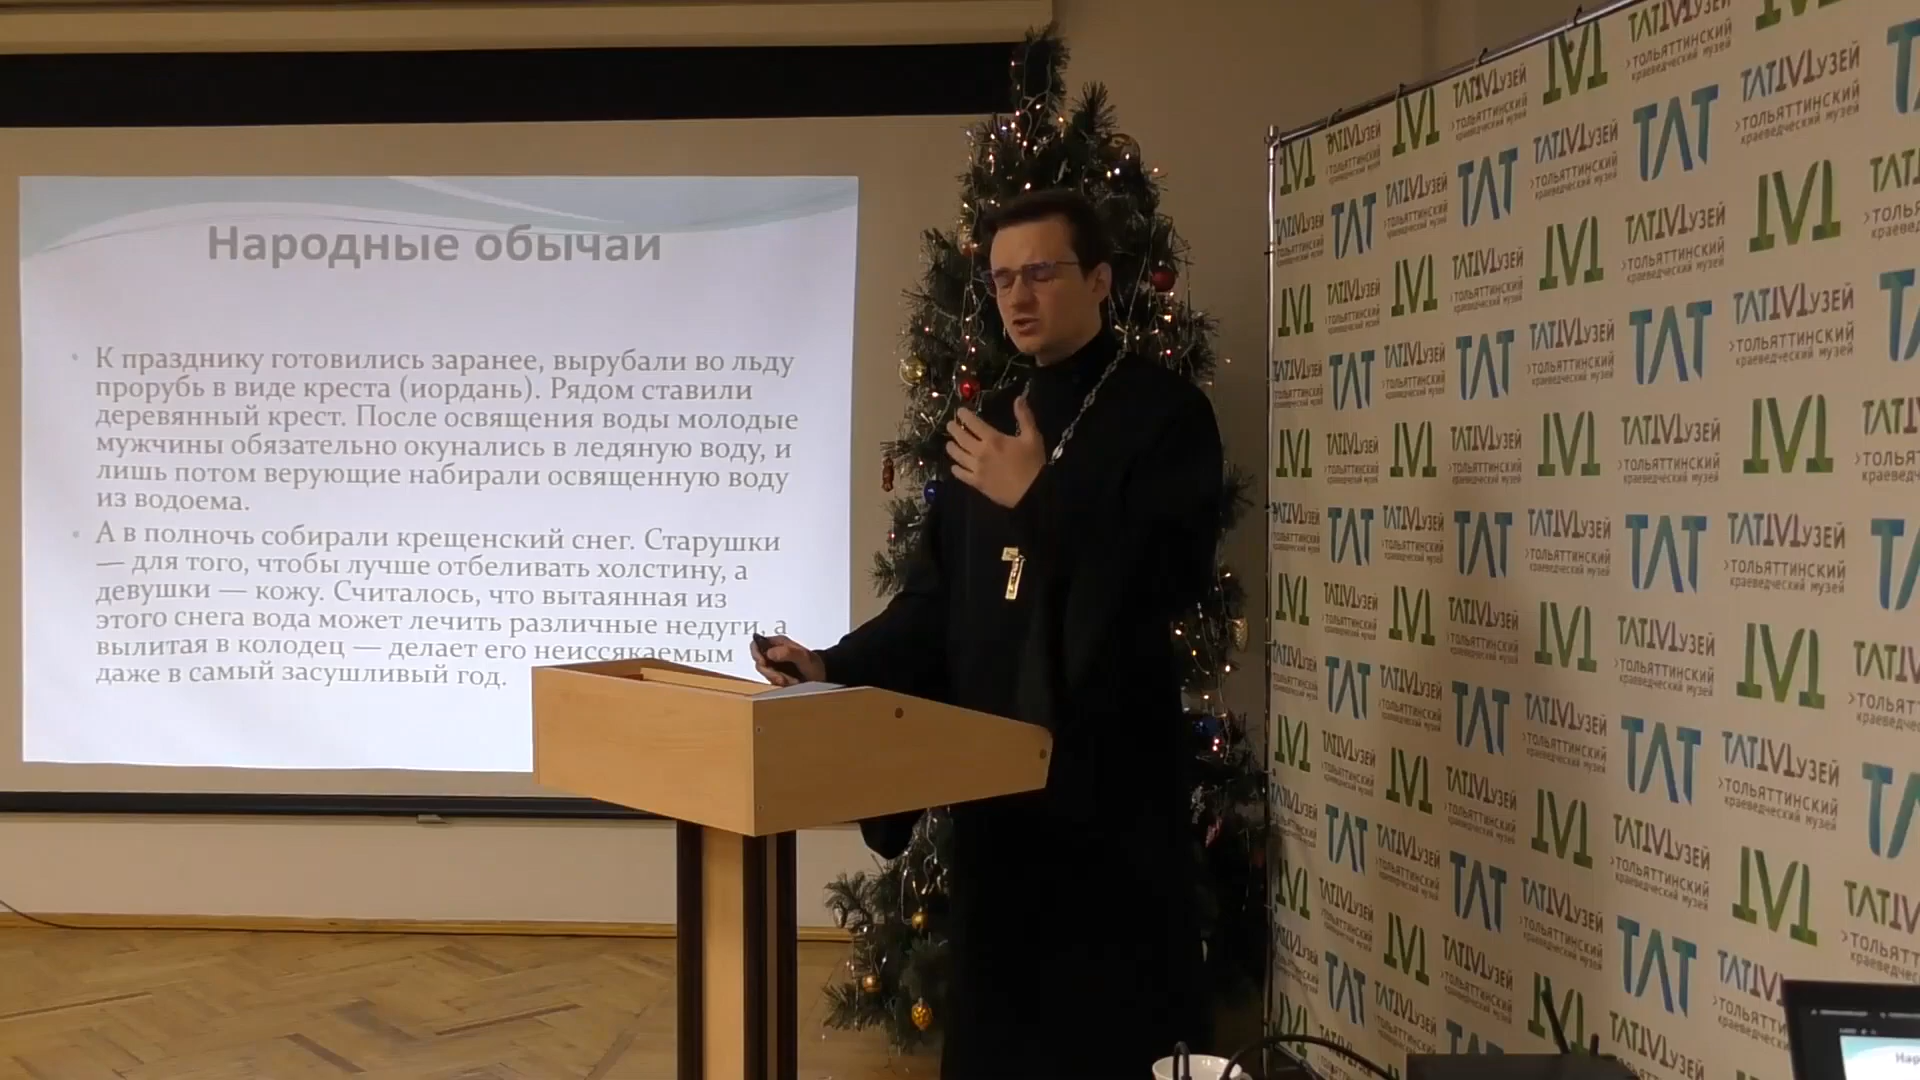 Народные обычаи
К празднику готовились заранее, вырубали во льду
прорубь в виде креста (иордань). Рядом ставили
деревянный крест. После освящения воды молодые
мужчины обязательно окунались в ледяную воду, и
лишь потом верующие набирали освященную воду
из водоема.
А в полночь собирали крещенский снег. Старушки
— для того, чтобы лучше отбеливать холстину, а
девушки — кожу. Считалось, что вытаянная из
этого снега вода может лечить различные недуги, а
вылитая в колодец — делает его неиссякаемым
даже в самый засушливый год.
ТЛТ
ТЛТМУЗЕЙ
ТОЛЬЯТТИНСКИЙ
краеведческий музей